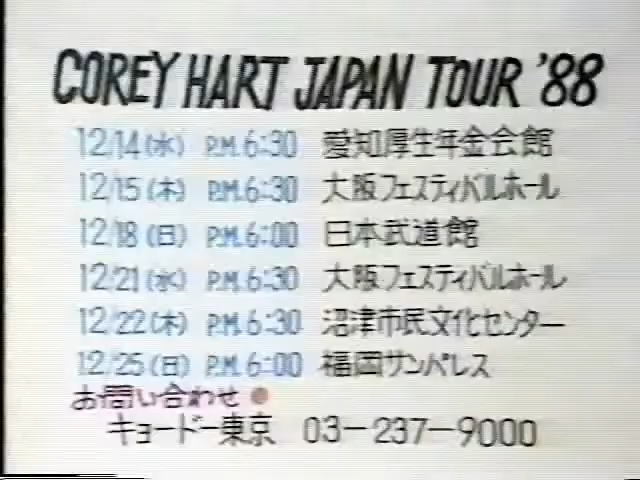 COREY HART JAPAN TOUR '88
12/14(水) P.M.6:30 愛知厚生年金会館
12/15(木) P.M.6:30 大阪フェスティバルホール
12/18(日) P.M.6:00 日本武道館
12/21(水) P.M.6:30 大阪フェスティバルホール
12/22(木) P.M.6:30 沼津市民文化センター
12/25(日) P.M.6:00 福岡サンパレス
お問い合わせ
キョードー東京 03-237-9000